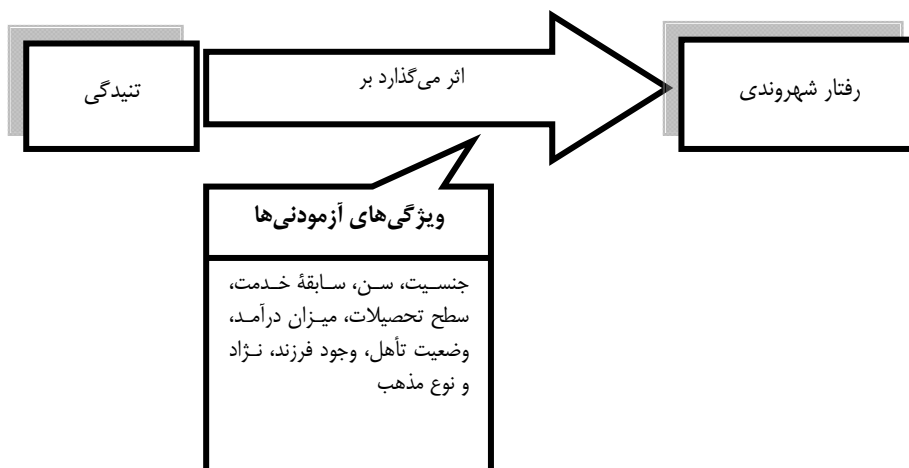 تنیدگی
اثر می‌گذارد بر
رفتار شهروندی
ویژگی‌های آزمودنی‌ها
جنسیت، سن، سابقۀ خدمت،
سطح تحصیلات، میزان درآمد،
وضعیت تأهل، وجود فرزند، نژاد
و نوع مذهب